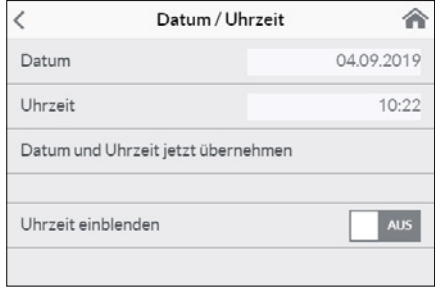 Datum / Uhrzeit
Datum 04.09.2019
Uhrzeit 10:22
Datum und Uhrzeit jetzt übernehmen
Uhrzeit einblenden AUS